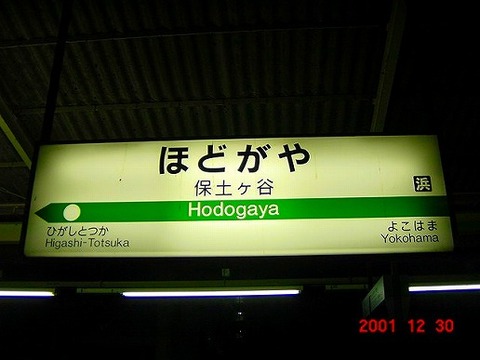 ほどがや
保土ヶ谷
浜
Hodogaya
ひがしとつか
Higashi-Totsuka
よこはま
Yokohama
2001 12 30